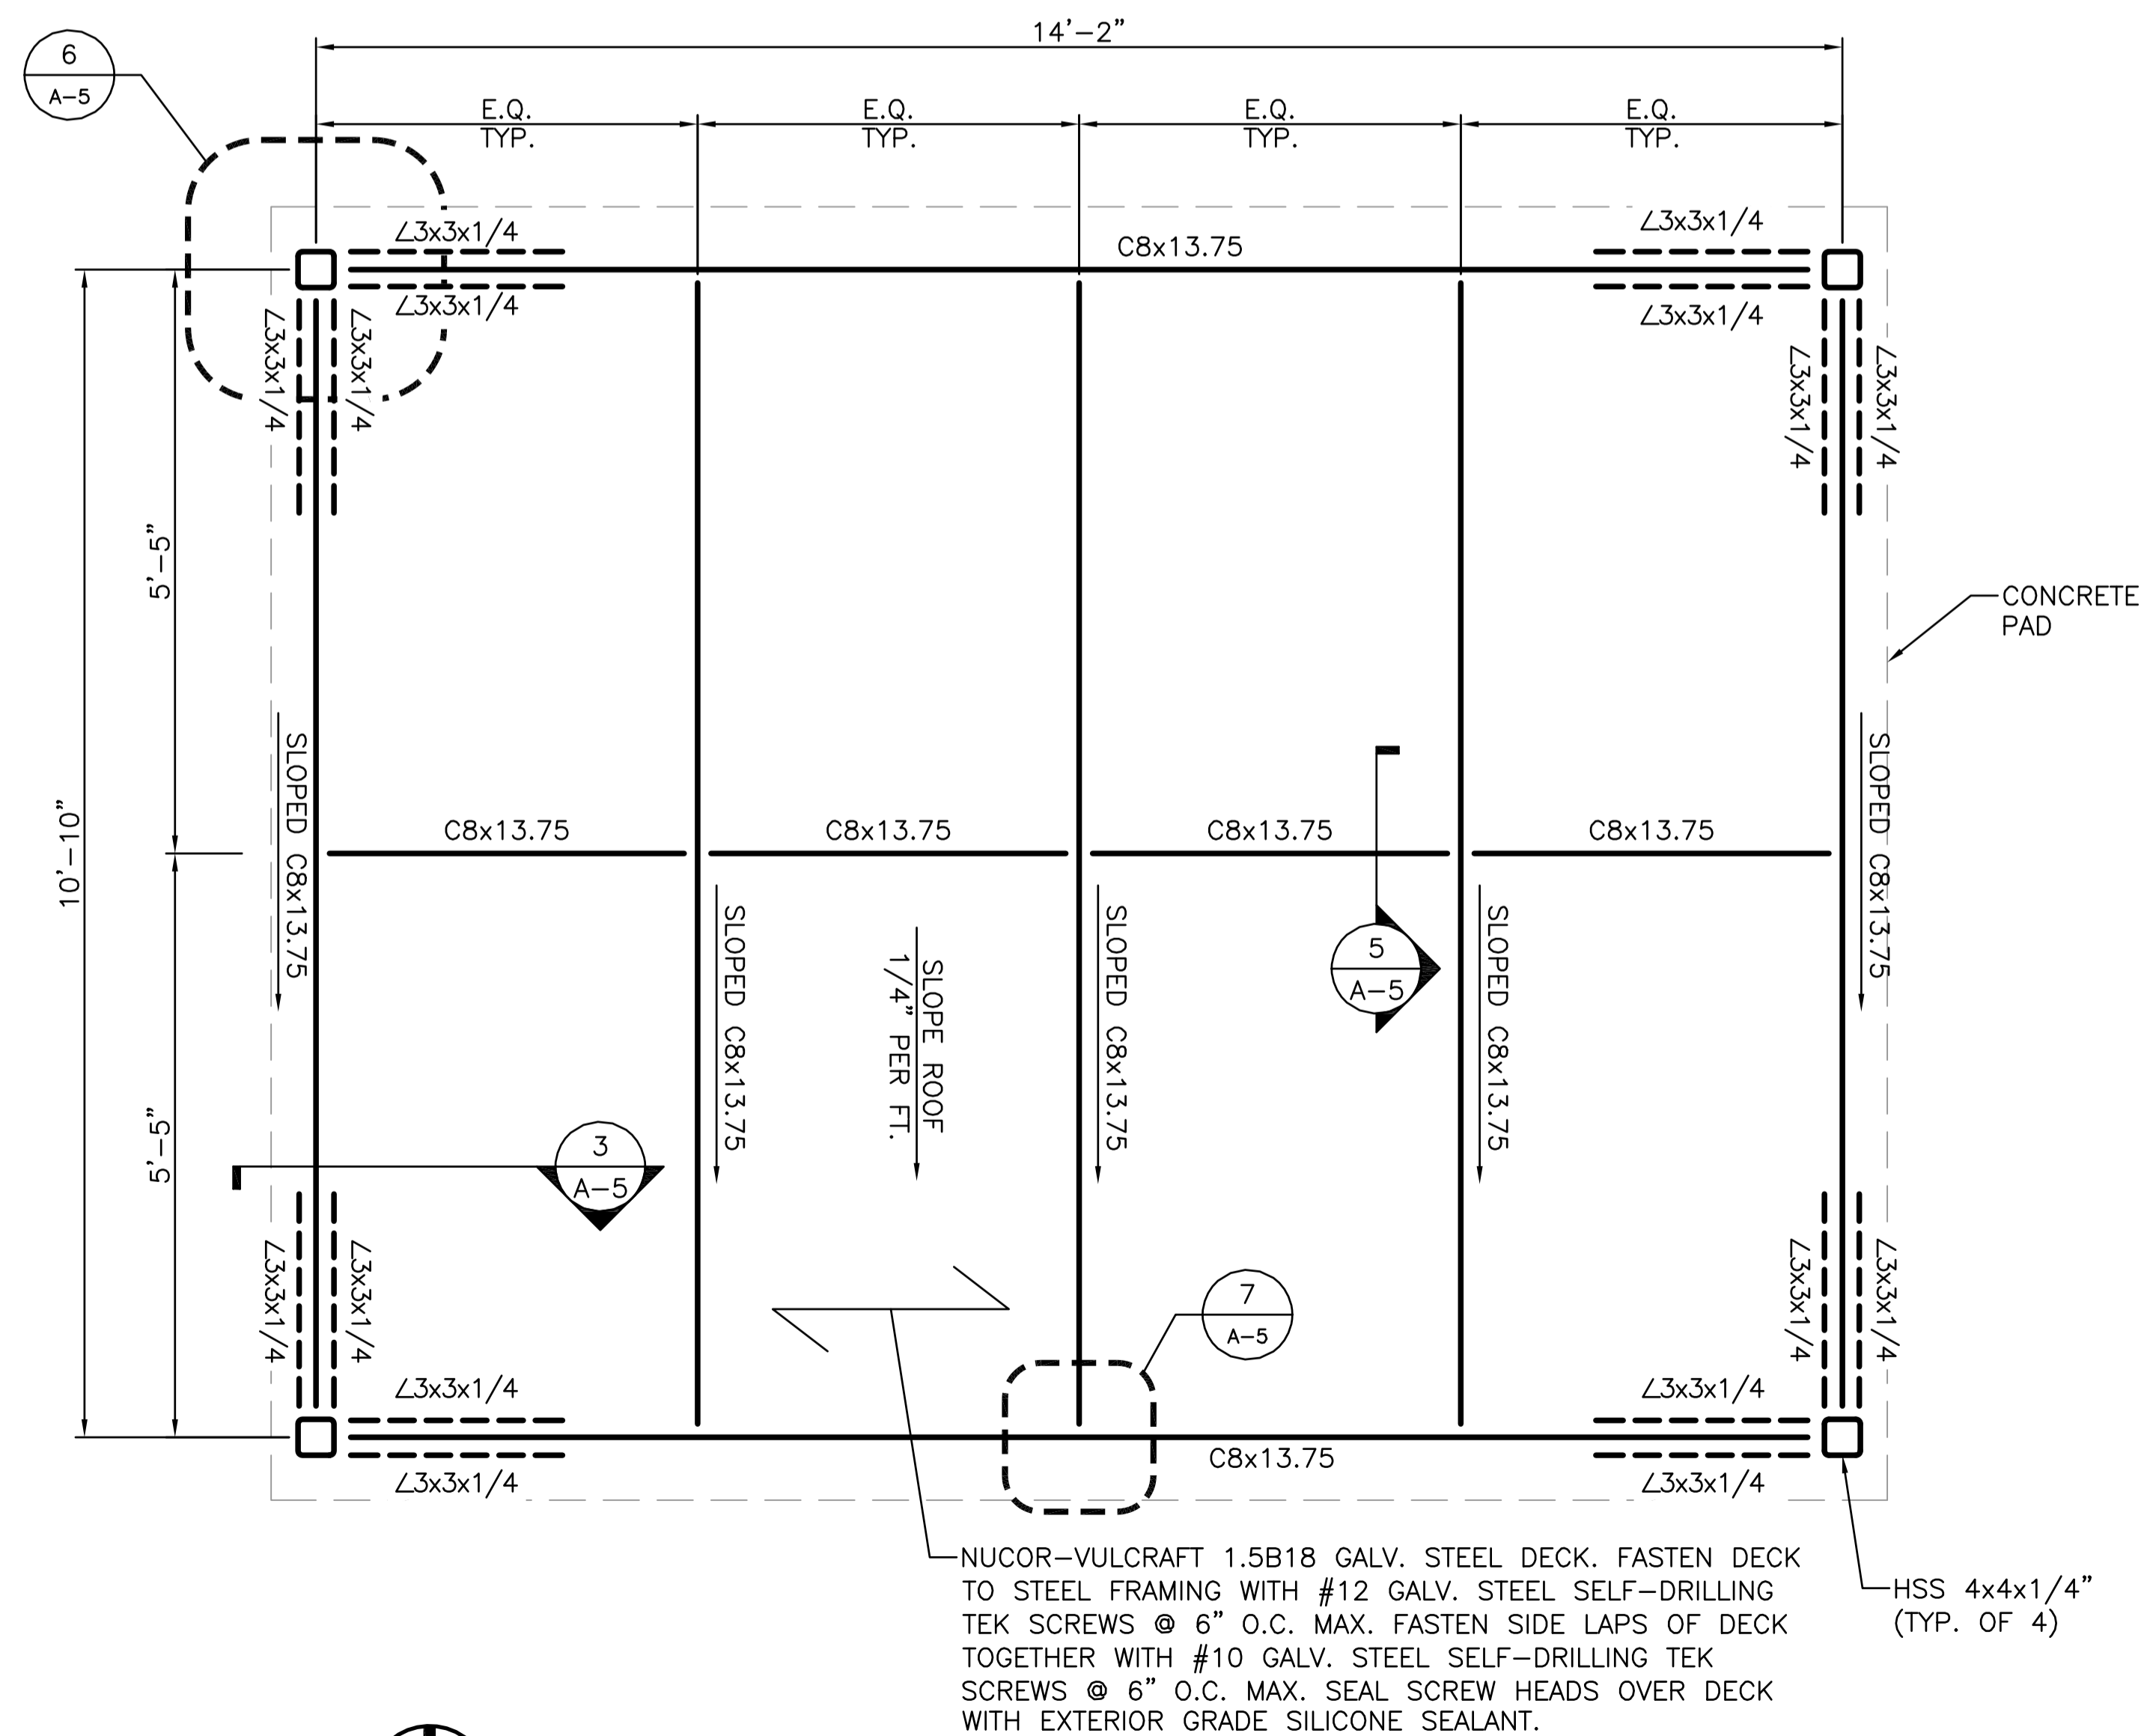 14'-2"
6
A-5
E.Q.
TYP.
E.Q.
TYP.
E.Q.
TYP.
E.Q.
TYP.
∠3x3x1/4
C8x13.75
∠3x3x1/4
∠3x3x1/4
∠3x3x1/4
∠3x3x1/4
∠3x3x1/4
∠3x3x1/4
∠3x3x1/4
5'-5"
CONCRETE
PAD
10'-10"
SLOPED C8x13.75
C8x13.75
C8x13.75
C8x13.75
C8x13.75
SLOPED C8x13.75
SLOPED C8x13.75
SLOPE ROOF
1/4" PER FT.
SLOPED C8x13.75
5
A-5
SLOPED C8x13.75
5'-5"
3
A-5
∠3x3x1/4
∠3x3x1/4
7
A-5
∠3x3x1/4
∠3x3x1/4
∠3x3x1/4
∠3x3x1/4
C8x13.75
∠3x3x1/4
∠3x3x1/4
NUCOR-VULCRAFT 1.5B18 GALV. STEEL DECK. FASTEN DECK
TO STEEL FRAMING WITH #12 GALV. STEEL SELF-DRILLING
TEK SCREWS @ 6" O.C. MAX. FASTEN SIDE LAPS OF DECK
TOGETHER WITH #10 GALV. STEEL SELF-DRILLING TEK
SCREWS @ 6" O.C. MAX. SEAL SCREW HEADS OVER DECK
WITH EXTERIOR GRADE SILICONE SEALANT.
HSS 4x4x1/4"
(TYP. OF 4)